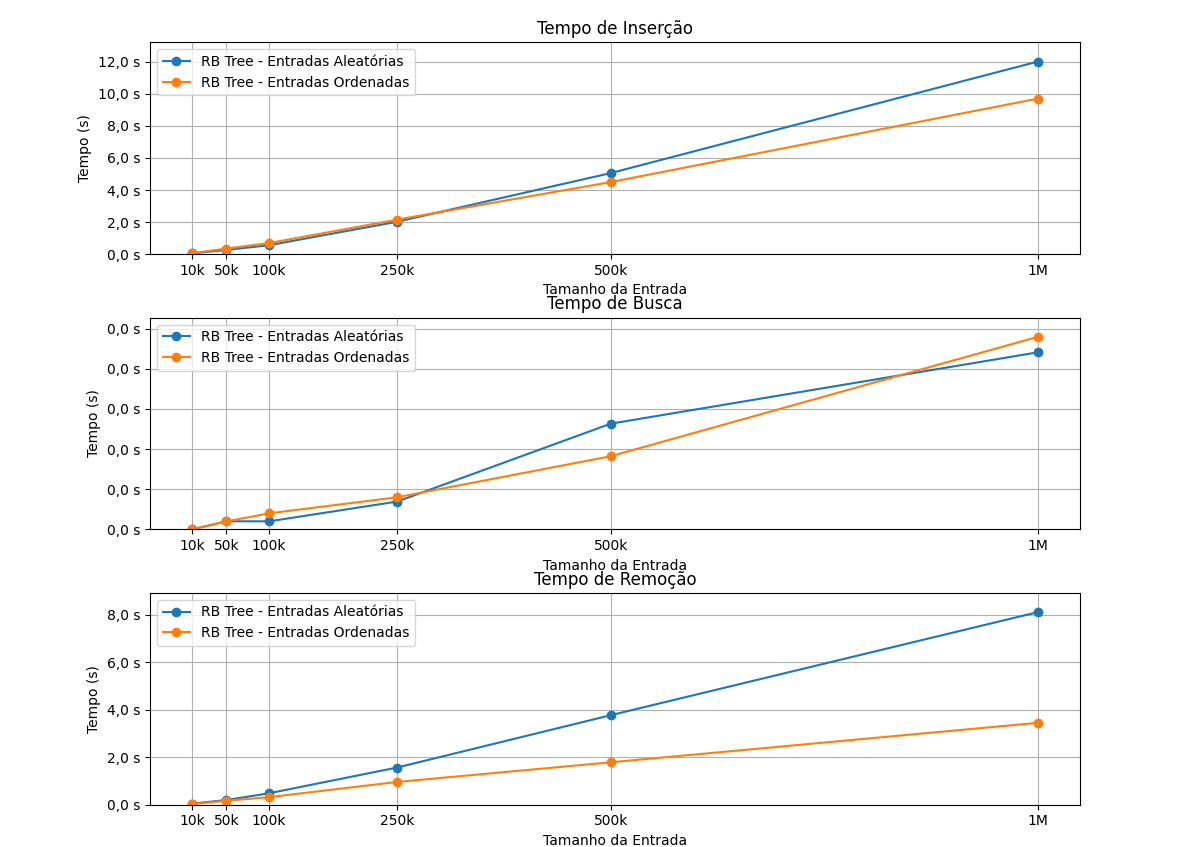 Tempo de Inserção
RB Tree - Entradas Aleatórias
RB Tree - Entradas Ordenadas
Tempo (s)
12,0 s
10,0 s
8,0 s
6,0 s
4,0 s
2,0 s
0,0 s
10k 50k 100k 250k 500k 1M
Tamanho da Entrada
Tempo de Busca
RB Tree - Entradas Aleatórias
RB Tree - Entradas Ordenadas
Tempo (s)
0,0 s
0,0 s
0,0 s
0,0 s
0,0 s
0,0 s
10k 50k 100k 250k 500k 1M
Tamanho da Entrada
Tempo de Remoção
RB Tree - Entradas Aleatórias
RB Tree - Entradas Ordenadas
Tempo (s)
8,0 s
6,0 s
4,0 s
2,0 s
0,0 s
10k 50k 100k 250k 500k 1M
Tamanho da Entrada